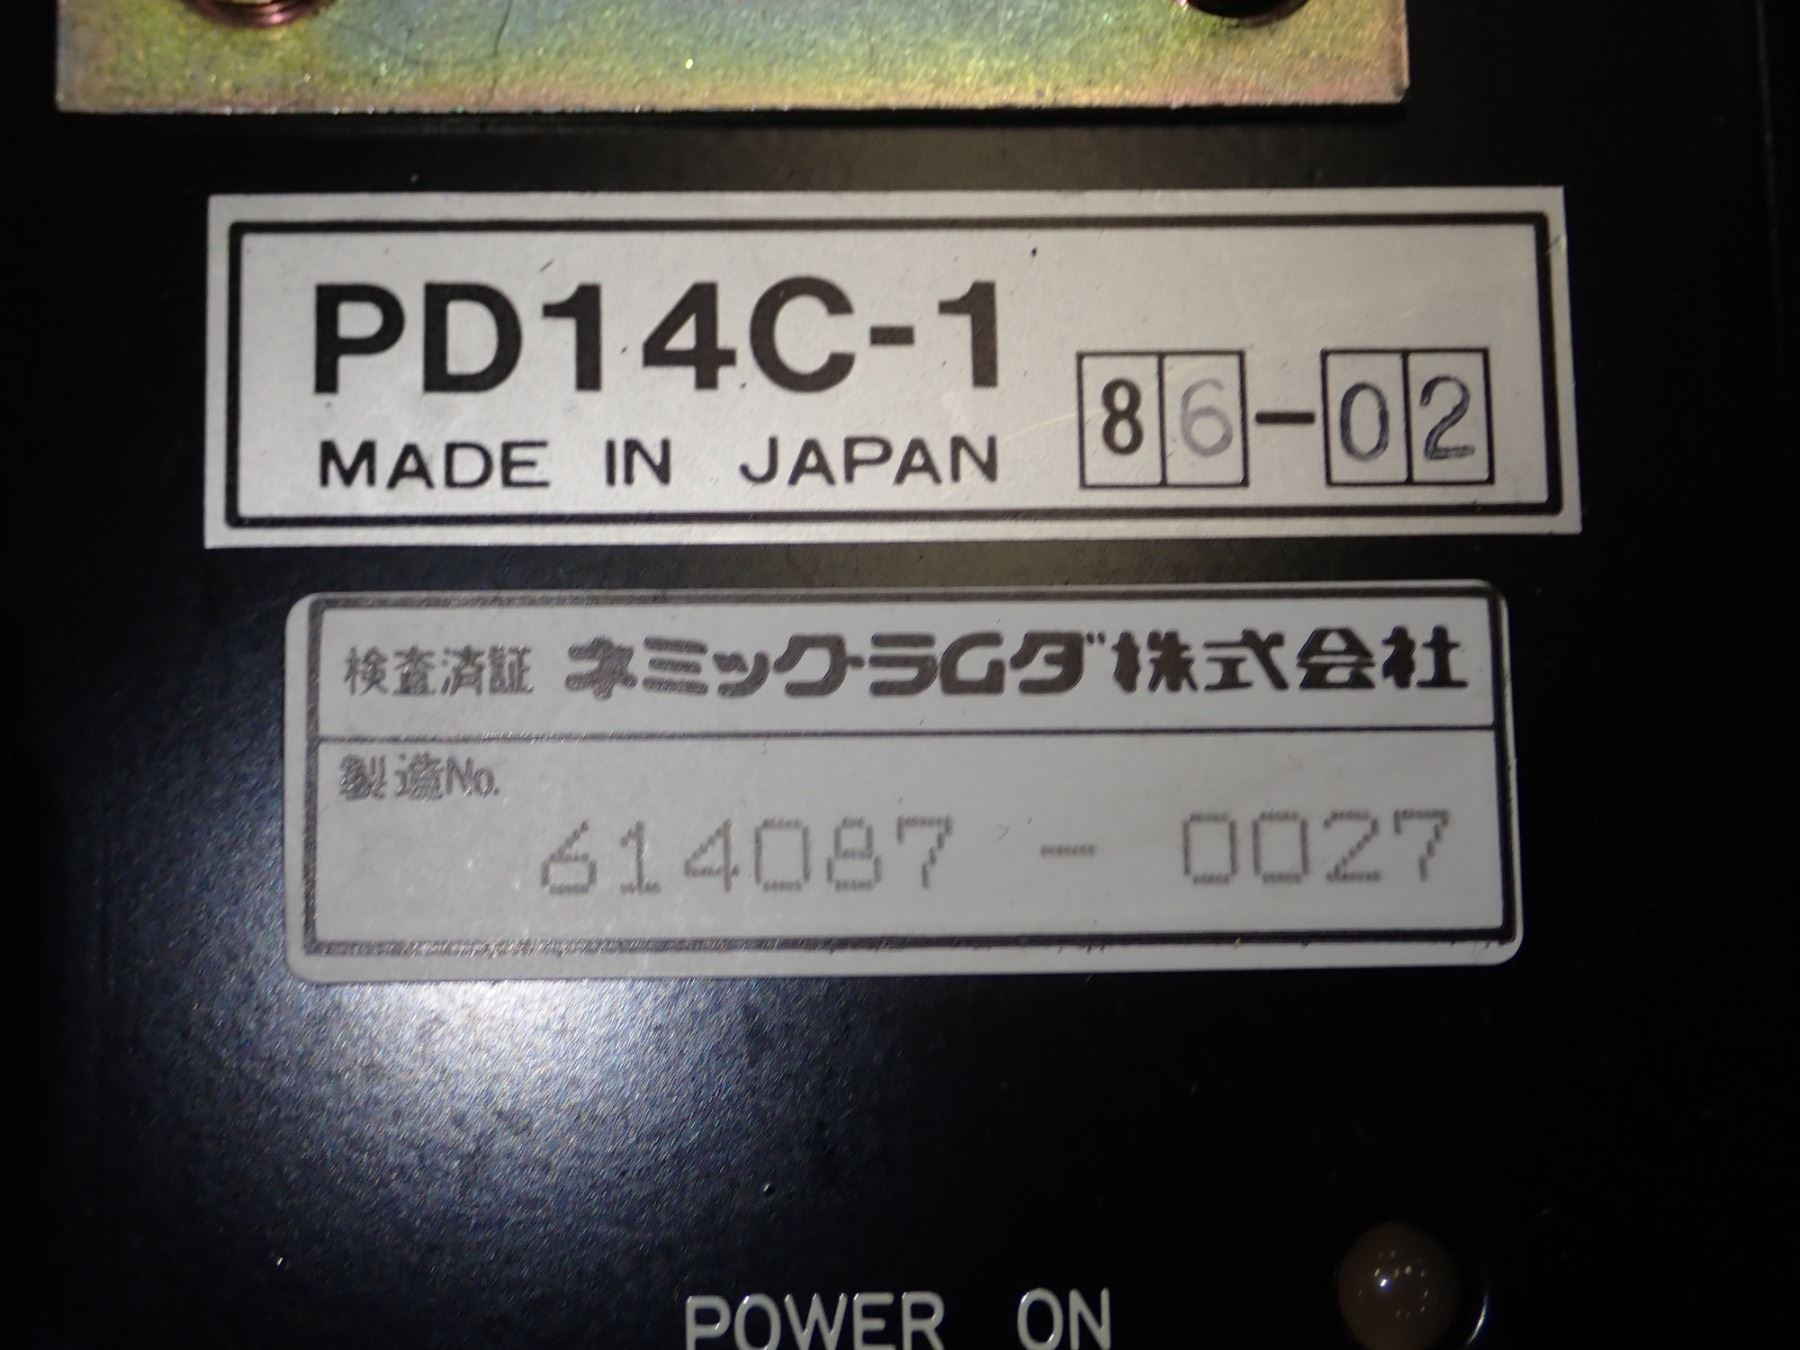 PD14C-1 86-02
MADE IN JAPAN
検査済証 ネミック·ラムダ株式会社
製造No.
614087 - 0027
POWER ON